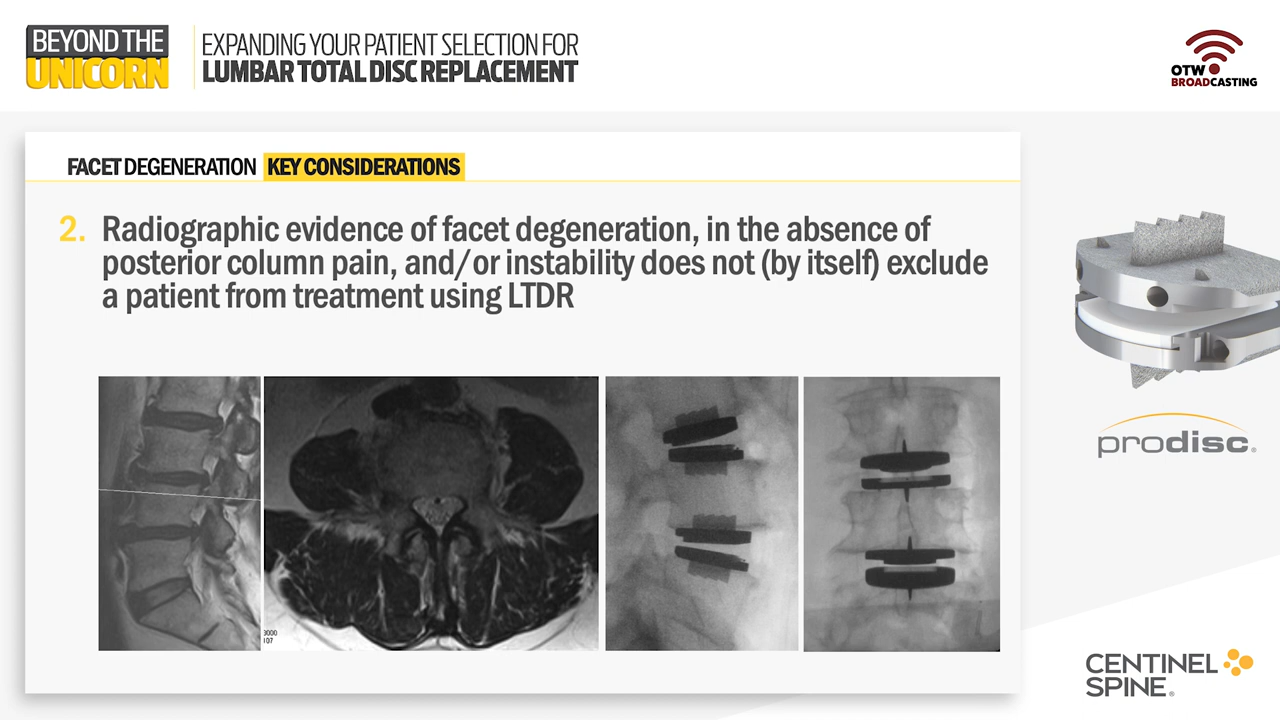 BEYOND THE
UNICORN
EXPANDING YOUR PATIENT SELECTION FOR
LUMBAR TOTAL DISC REPLACEMENT
OTW
BROADCASTING
FACET DEGENERATION KEY CONSIDERATIONS
2. Radiographic evidence of facet degeneration, in the absence of
posterior column pain, and/or instability does not (by itself) exclude
a patient from treatment using LTDR
3000
107
prodisc®
CENTINEL
SPINE®